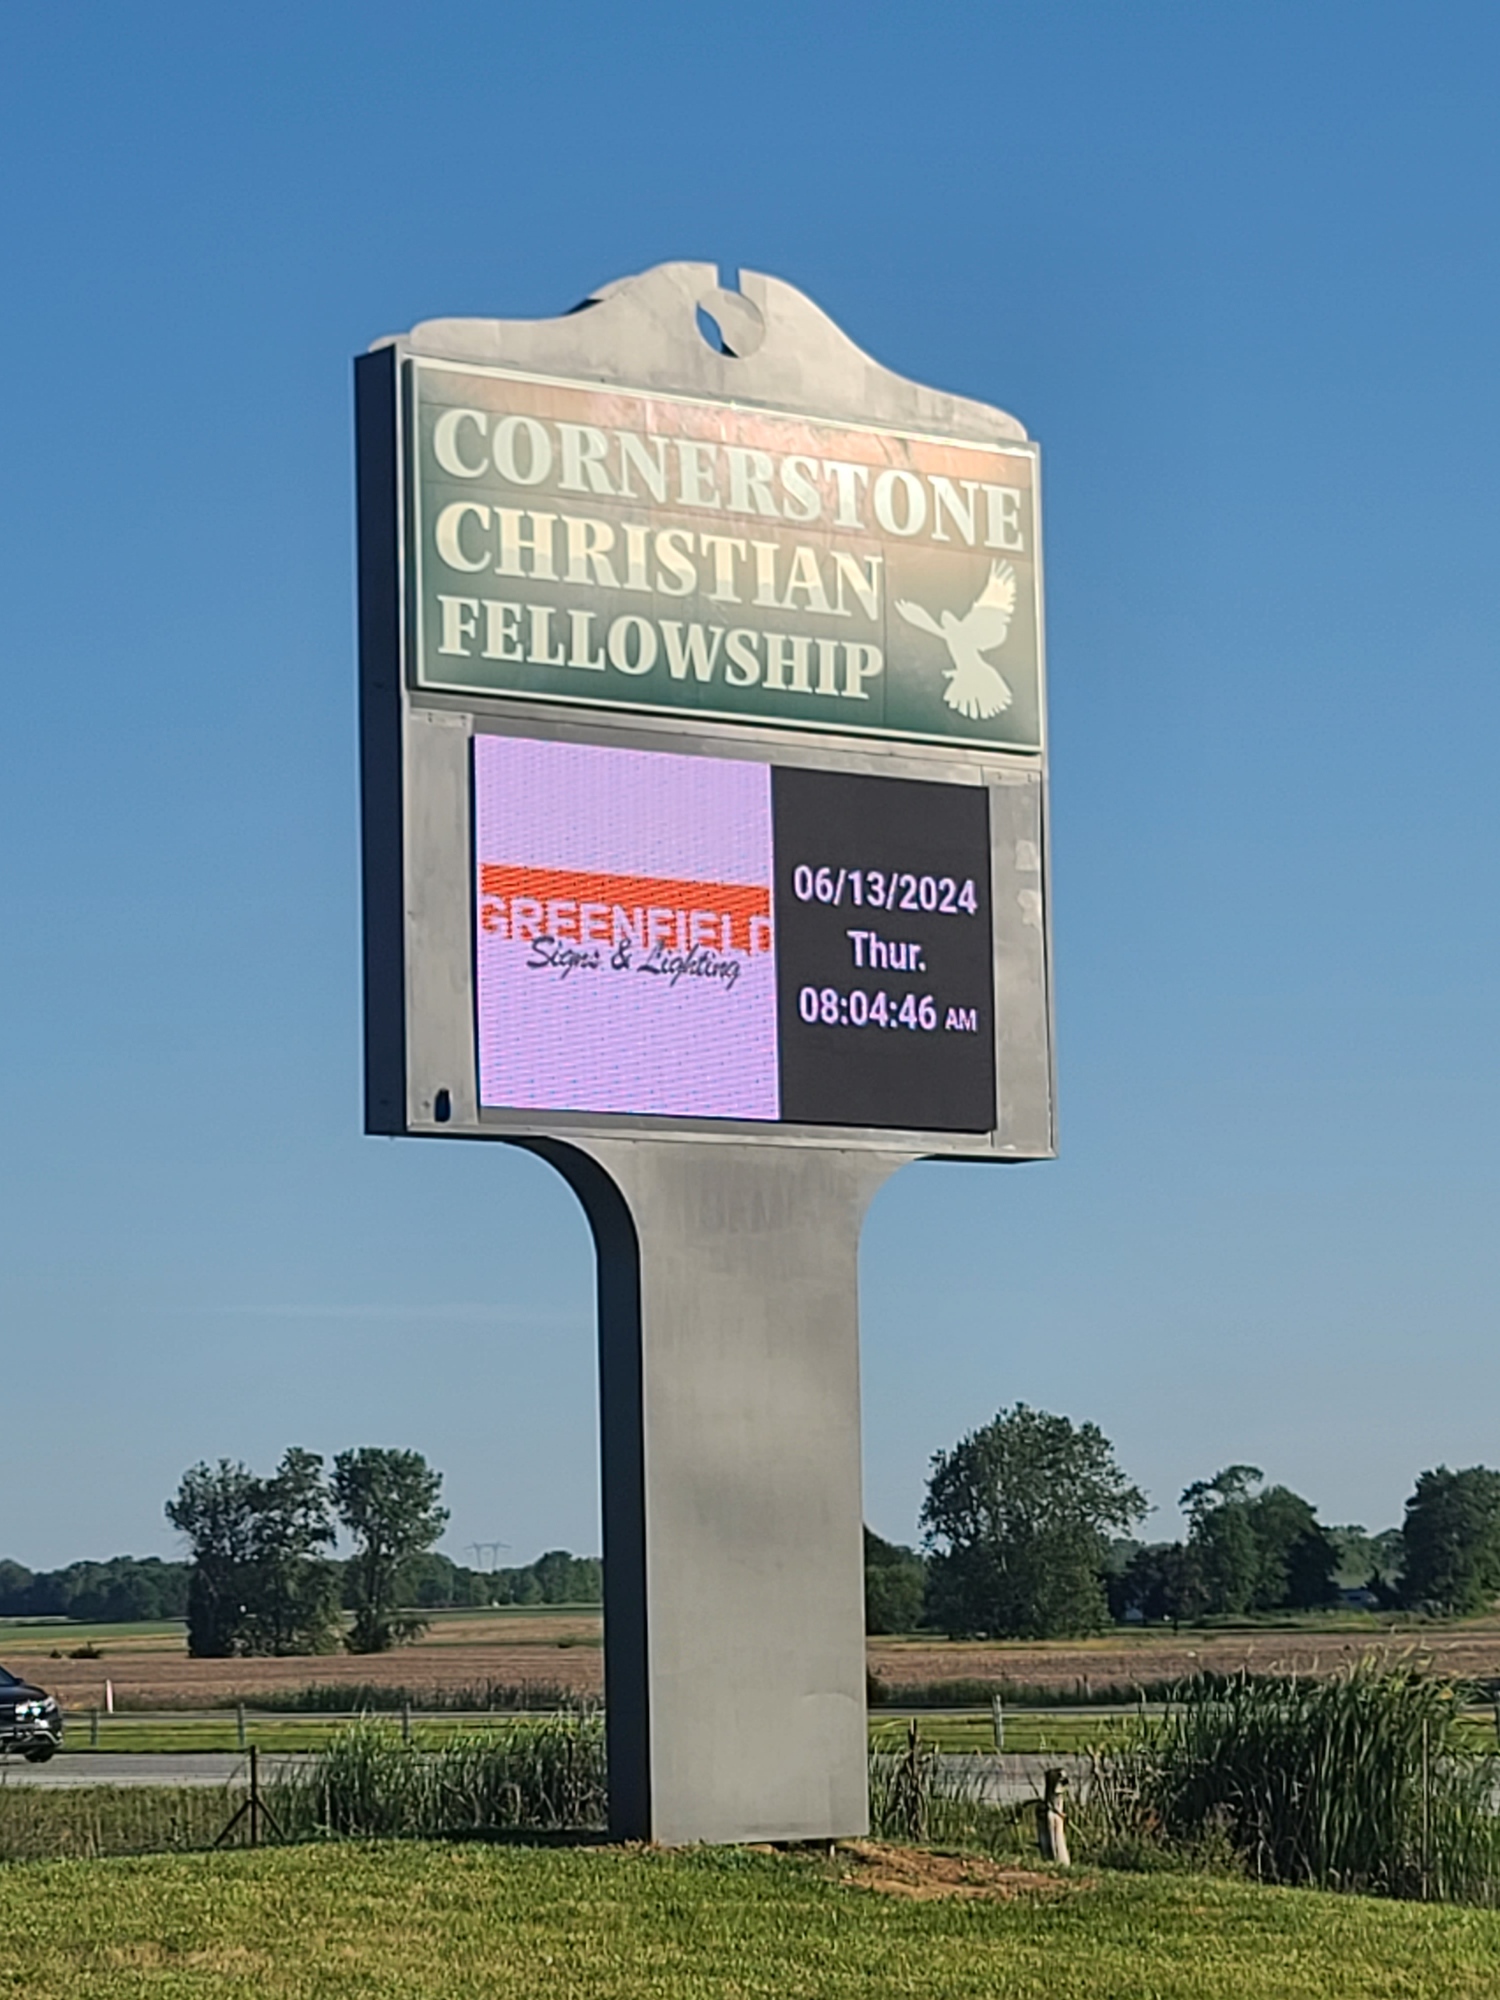 CORNERSTONE
CHRISTIAN
FELLOWSHIP
GREENFIELD
Signs & Lighting
06/13/2024
Thur.
08:04:46 AM